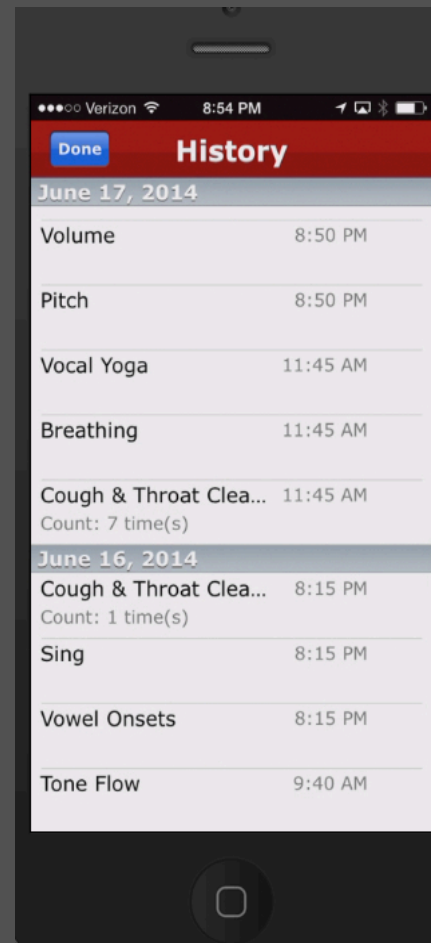 Verizon 8:54 PM
Done History
June 17, 2014
Volume 8:50 PM
Pitch 8:50 PM
Vocal Yoga 11:45 AM
Breathing 11:45 AM
Cough & Throat Clea... 11:45 AM
Count: 7 time(s)
June 16, 2014
Cough & Throat Clea... 8:15 PM
Count: 1 time(s)
Sing 8:15 PM
Vowel Onsets 8:15 PM
Tone Flow 9:40 AM